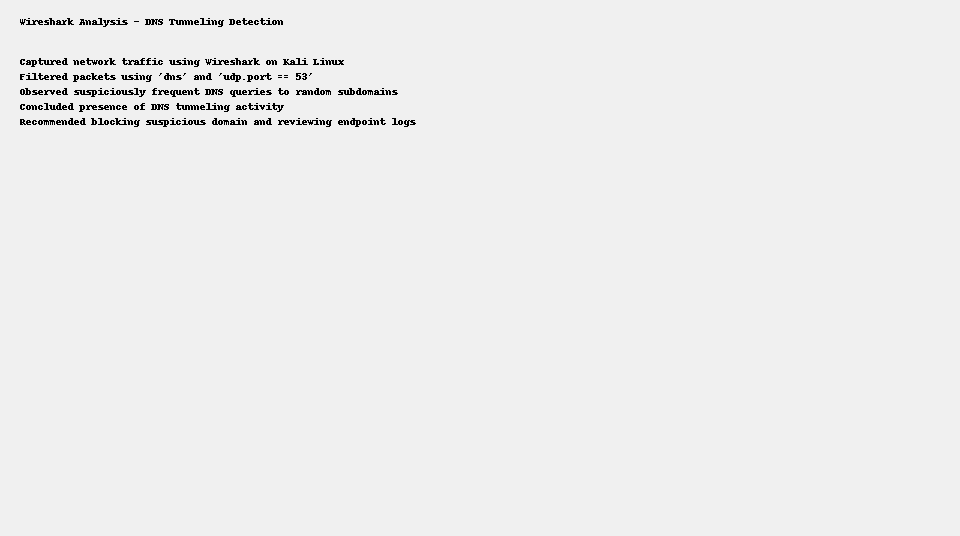 Wireshark Analysis - DNS Tunneling Detection
Captured network traffic using Wireshark on Kali Linux
Filtered packets using 'dns' and 'udp.port == 53'
Observed suspiciously frequent DNS queries to random subdomains
Concluded presence of DNS tunneling activity
Recommended blocking suspicious domain and reviewing endpoint logs